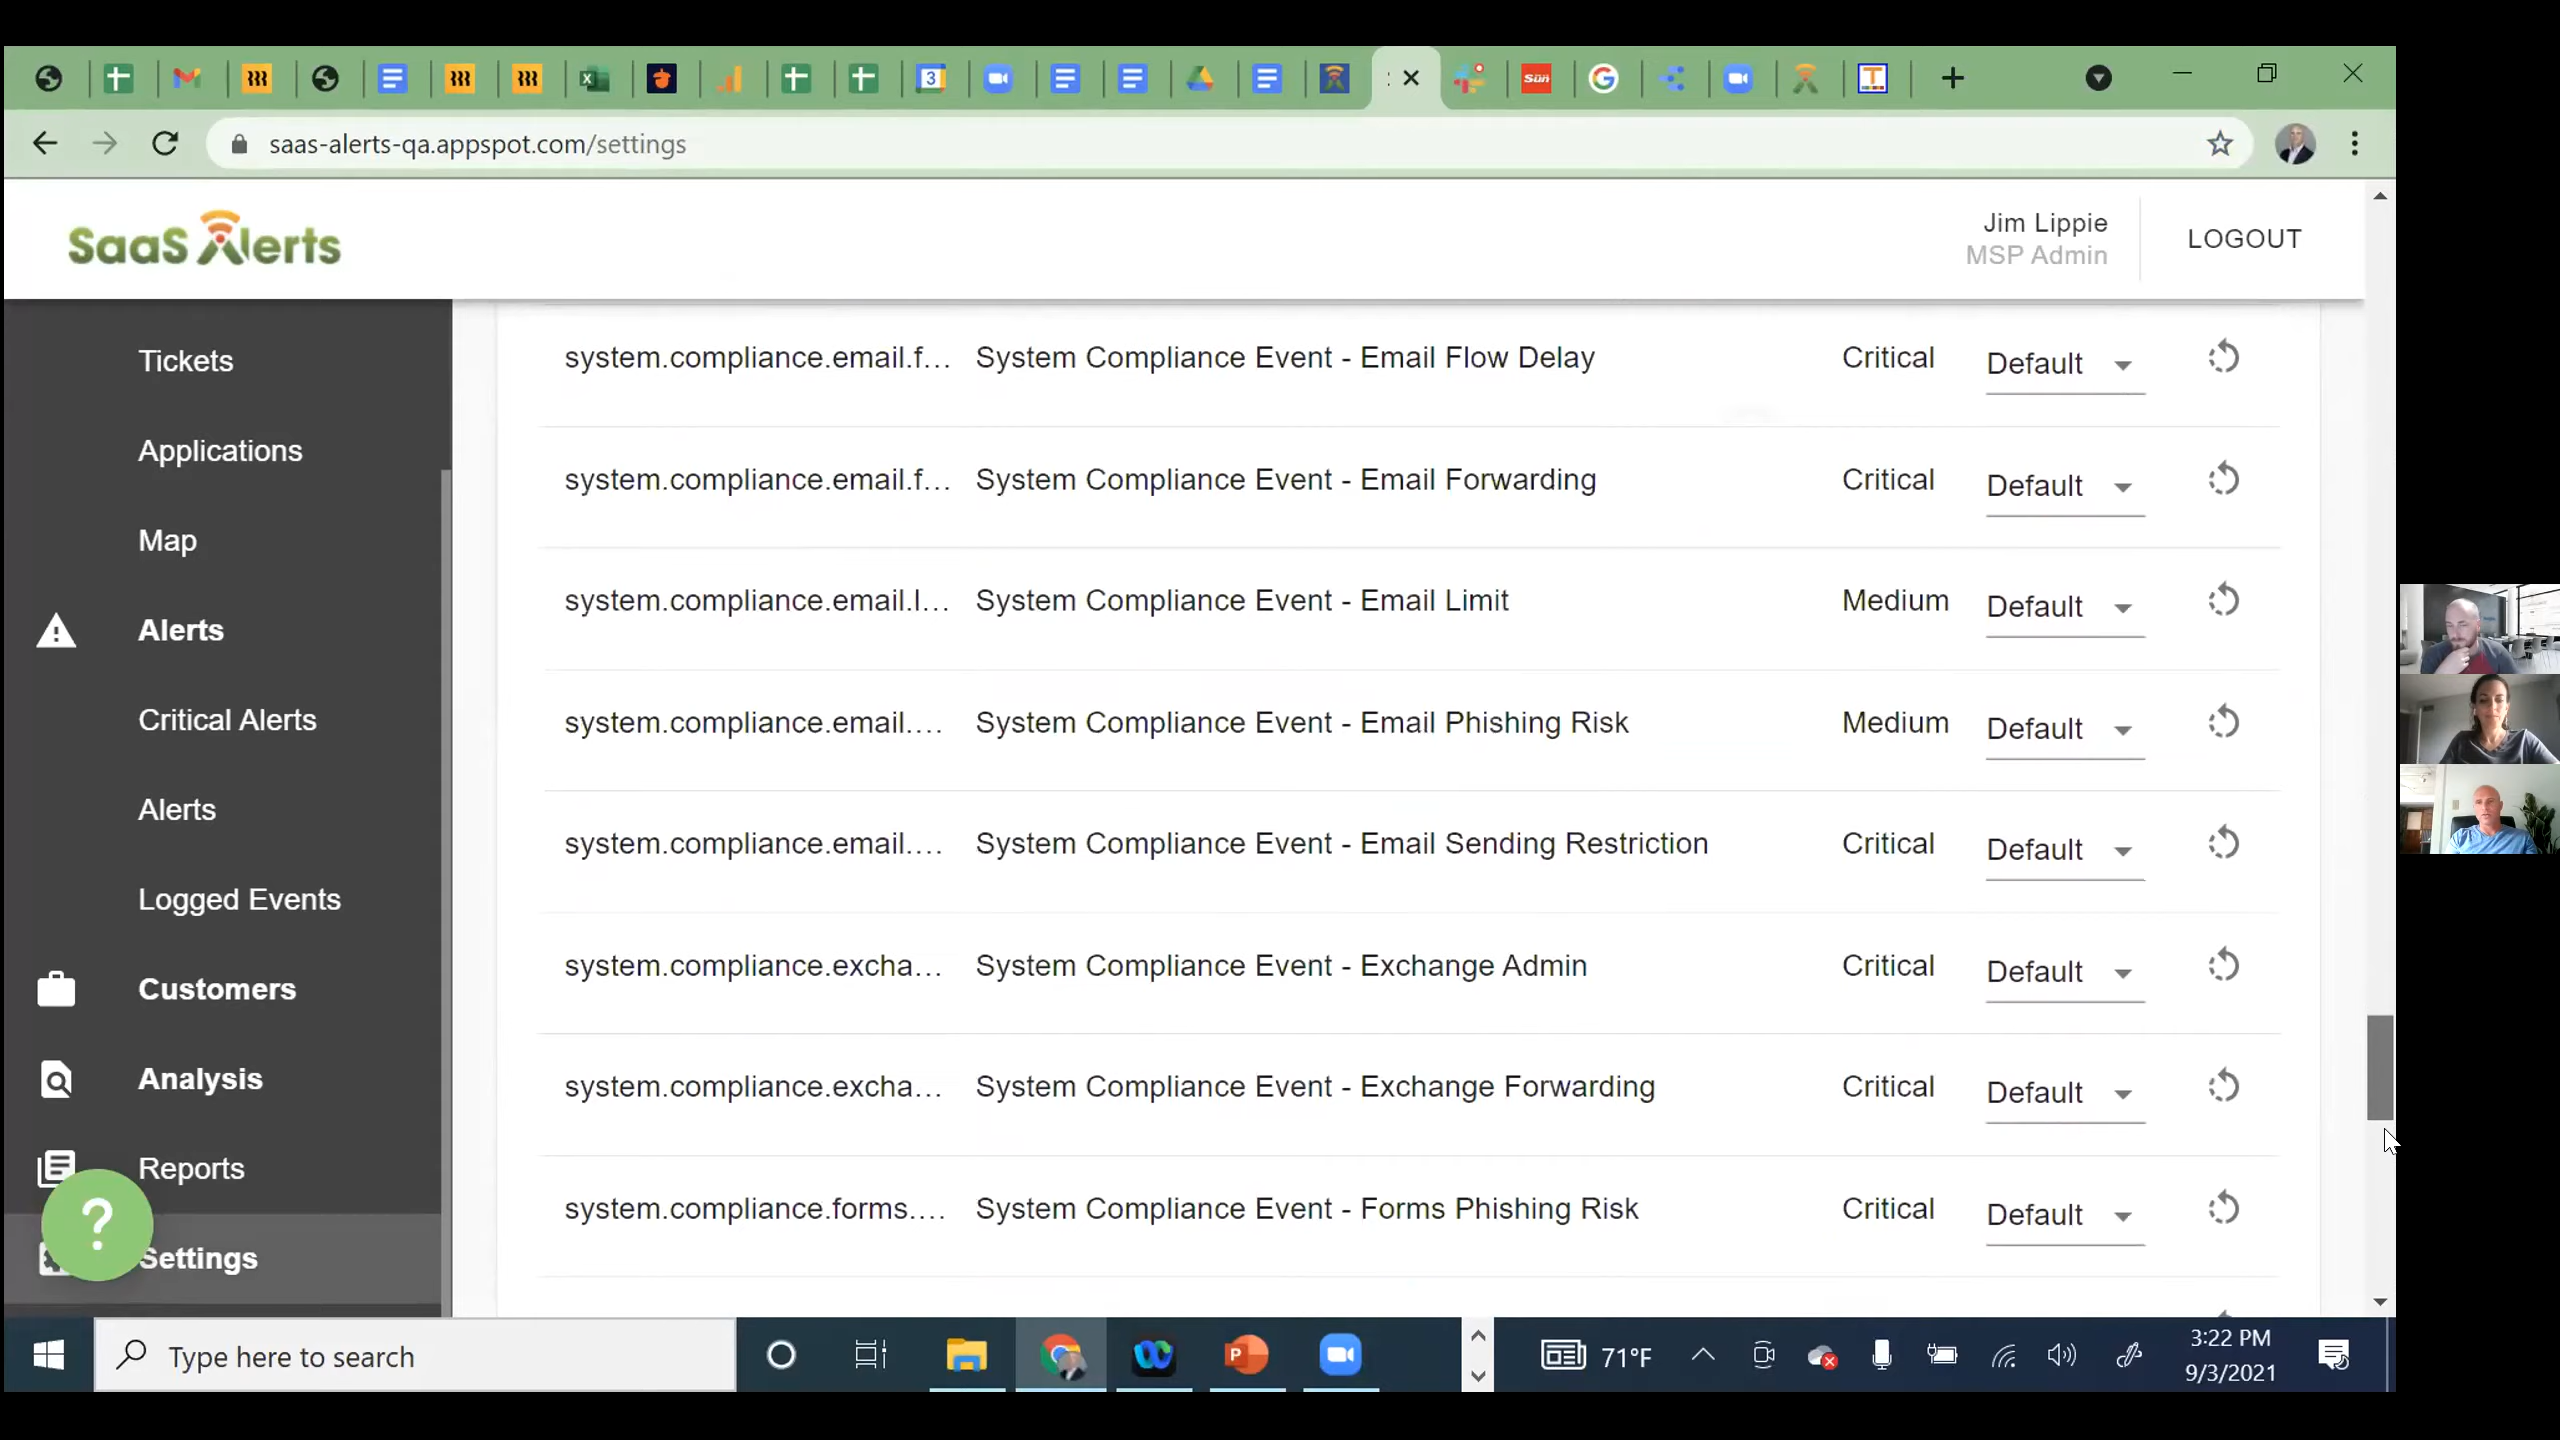 saas-alerts-qa.appspot.com/settings
SaaS Alerts
Jim Lippie
MSP Admin
LOGOUT
Tickets
Applications
Map
Alerts
Critical Alerts
Alerts
Logged Events
Customers
Analysis
Reports
Settings
?
system.compliance.email.f... System Compliance Event - Email Flow Delay Critical Default
system.compliance.email.f... System Compliance Event - Email Forwarding Critical Default
system.compliance.email.l... System Compliance Event - Email Limit Medium Default
system.compliance.email.... System Compliance Event - Email Phishing Risk Medium Default
system.compliance.email.... System Compliance Event - Email Sending Restriction Critical Default
system.compliance.excha... System Compliance Event - Exchange Admin Critical Default
system.compliance.excha... System Compliance Event - Exchange Forwarding Critical Default
system.compliance.forms.... System Compliance Event - Forms Phishing Risk Critical Default
Type here to search
71°F
3:22 PM
9/3/2021